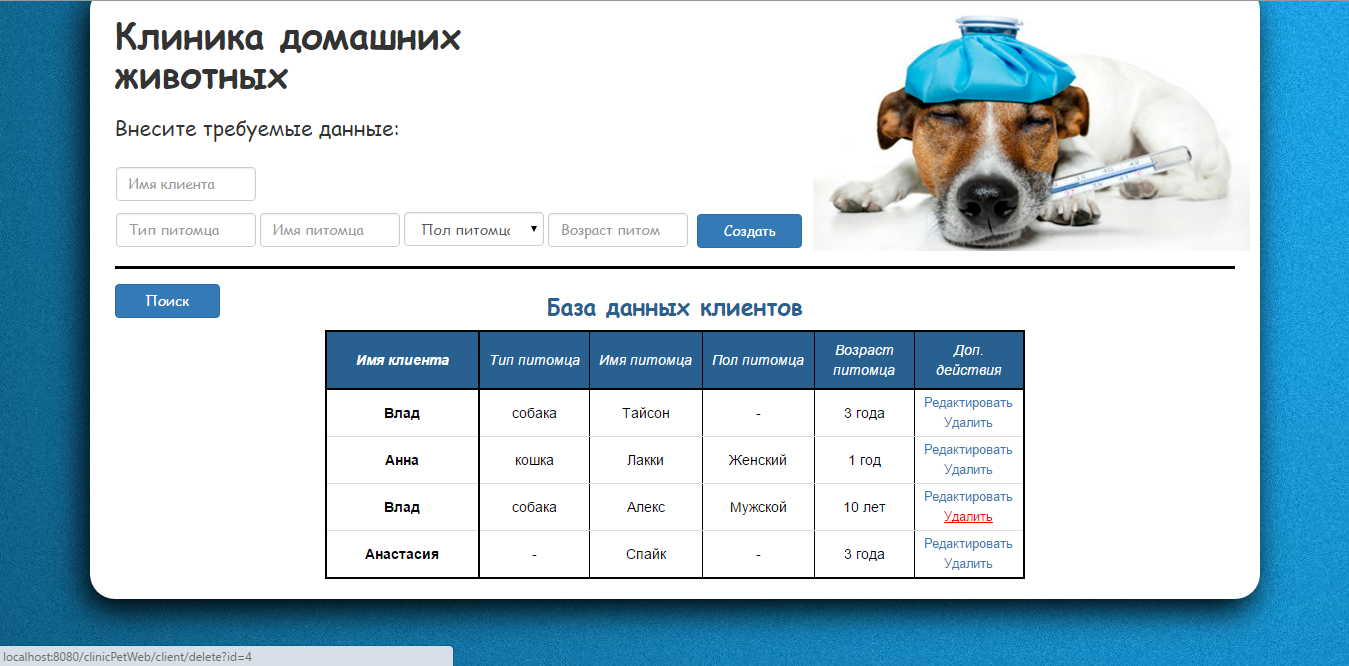 Клиника домашних
животных
Внесите требуемые данные:
Имя клиента
Тип питомца Имя питомца Пол питомц Возраст питом Создать
Поиск
База данных клиентов
Имя клиента Тип питомца Имя питомца Пол питомца Возраст питомца Доп. действия
Влад собака Тайсон - 3 года Редактировать Удалить
Анна кошка Лакки Женский 1 год Редактировать Удалить
Влад собака Алекс Мужской 10 лет Редактировать Удалить
Анастасия - Спайк - 3 года Редактировать Удалить
localhost:8080/clinicPetWeb/client/delete?id=4